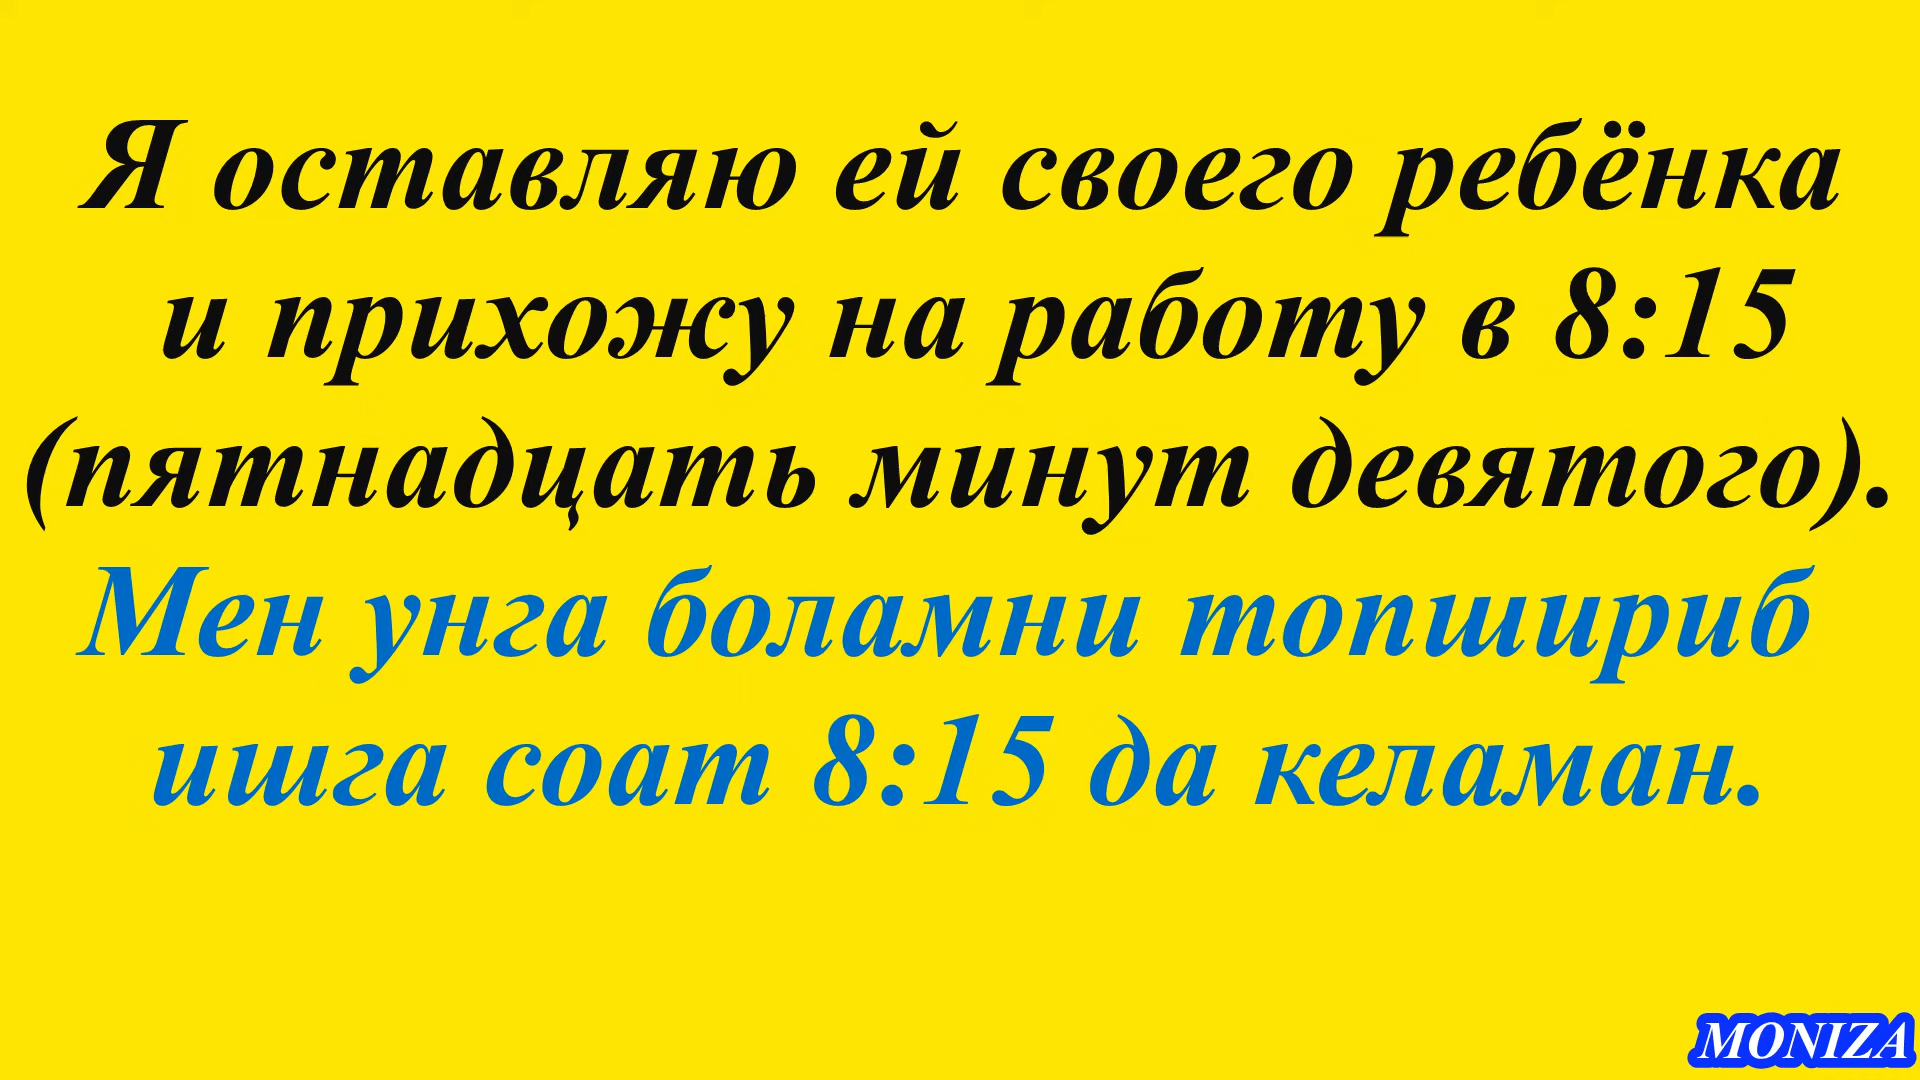 Я оставляю ей своего ребёнка
и прихожу на работу в 8:15
(пятнадцать минут девятого).
Мен унга боламни топшириб
ишга соат 8:15 да келаман.
MONIZA